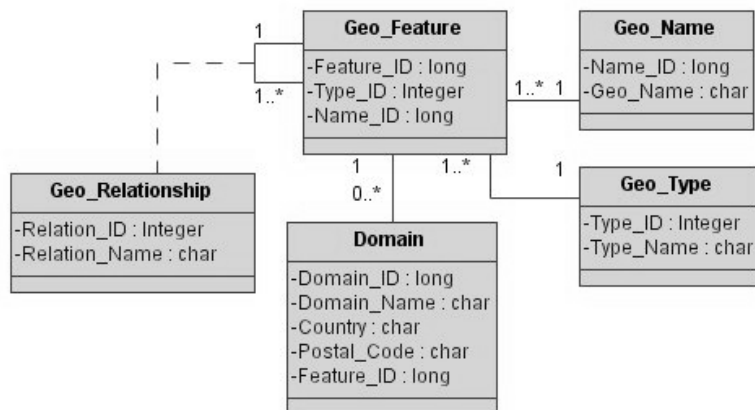 Geo_Feature
-Feature_ID : long
-Type_ID : Integer
-Name_ID : long
Geo_Name
-Name_ID : long
-Geo_Name : char
1
1..*
1..* 1
Geo_Relationship
-Relation_ID : Integer
-Relation_Name : char
1
0..*
1..*
1
Geo_Type
-Type_ID : Integer
-Type_Name : char
Domain
-Domain_ID : long
-Domain_Name : char
-Country : char
-Postal_Code : char
-Feature_ID : long